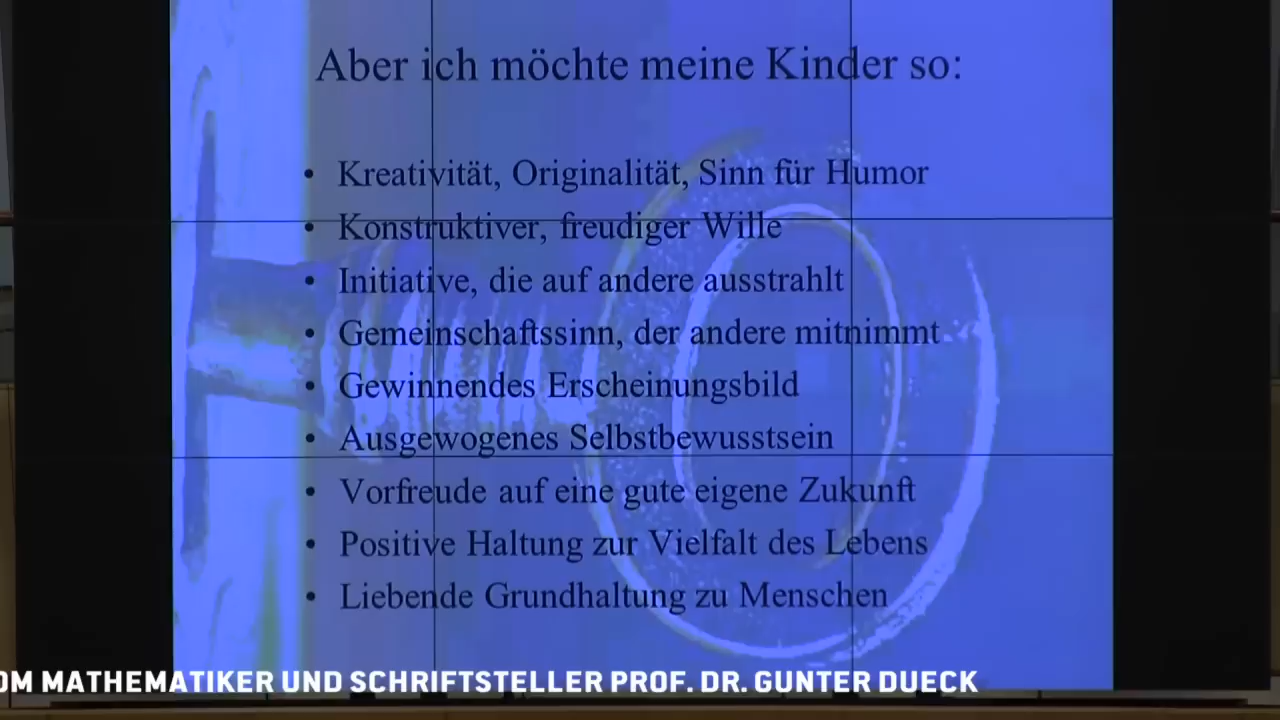 Aber ich möchte meine Kinder so:
• Kreativität, Originalität, Sinn für Humor
• Konstruktiver, freudiger Wille
• Initiative, die auf andere ausstrahlt
• Gemeinschaftssinn, der andere mitnimmt
• Gewinnendes Erscheinungsbild
• Ausgewogenes Selbstbewusstsein
• Vorfreude auf eine gute eigene Zukunft
• Positive Haltung zur Vielfalt des Lebens
• Liebende Grundhaltung zu Menschen
OM MATHEMATIKER UND SCHRIFTSTELLER PROF. DR. GUNTER DUECK